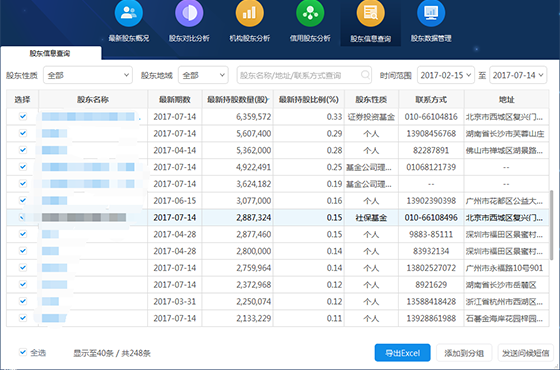 最新股东概况 股东对比分析 机构股东分析 信用股东分析 股东信息查询 股东数据管理
股东信息查询
股东性质 全部 股东地域 全部 股东名称/地址/联系方式查询 时间范围 2017-02-15 至 2017-07-14
选择 股东名称 最新期数 最新持股数量(股) 最新持股比例(%) 股东性质 联系方式 地址
2017-07-14 6,359,572 0.33 证券投资基金 010-66104816 北京市西城区复兴门...
2017-07-14 5,607,400 0.29 个人 13908456768 湖南省长沙市芙蓉山庄
2017-04-14 5,362,000 0.28 个人 82287891 佛山市禅城区湖景路...
2017-07-14 4,922,491 0.25 基金公司理... 01068121739 --
2017-07-14 3,624,182 0.19 基金公司理... -- --
2017-06-15 3,077,000 0.16 个人 13902390398 广州市花都区公益大...
2017-07-14 2,887,324 0.15 社保基金 010-66108496 北京市西城区复兴门...
2017-04-28 2,877,460 0.15 个人 9883-85111 深圳市福田区景蜜村...
2017-04-28 2,800,000 0.14 个人 83932134 深圳市福田区景蜜村...
2017-07-14 2,759,964 0.14 个人 13802527072 广州市永福路10号901
2017-07-14 2,372,968 0.12 个人 8921629 湖南省长沙市岳麓区
2017-03-31 2,250,074 0.12 个人 13588418428 浙江省杭州市西湖区...
2017-07-14 2,133,229 0.11 个人 13928861988 石碁金海岸花园梓园...
全选 显示至40条 / 共248条 导出Excel 添加到分组 发送问候短信